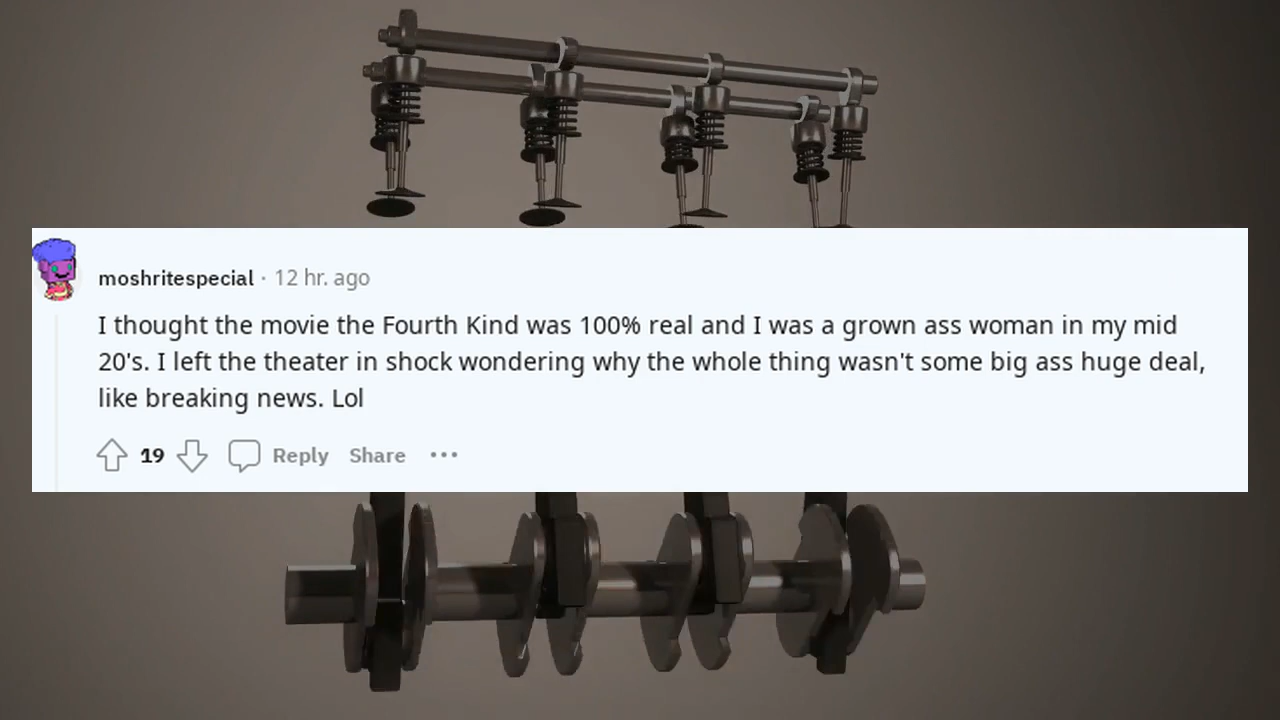 moshritespecial · 12 hr. ago
I thought the movie the Fourth Kind was 100% real and I was a grown ass woman in my mid
20's. I left the theater in shock wondering why the whole thing wasn't some big ass huge deal,
like breaking news. Lol
19 Reply Share ···